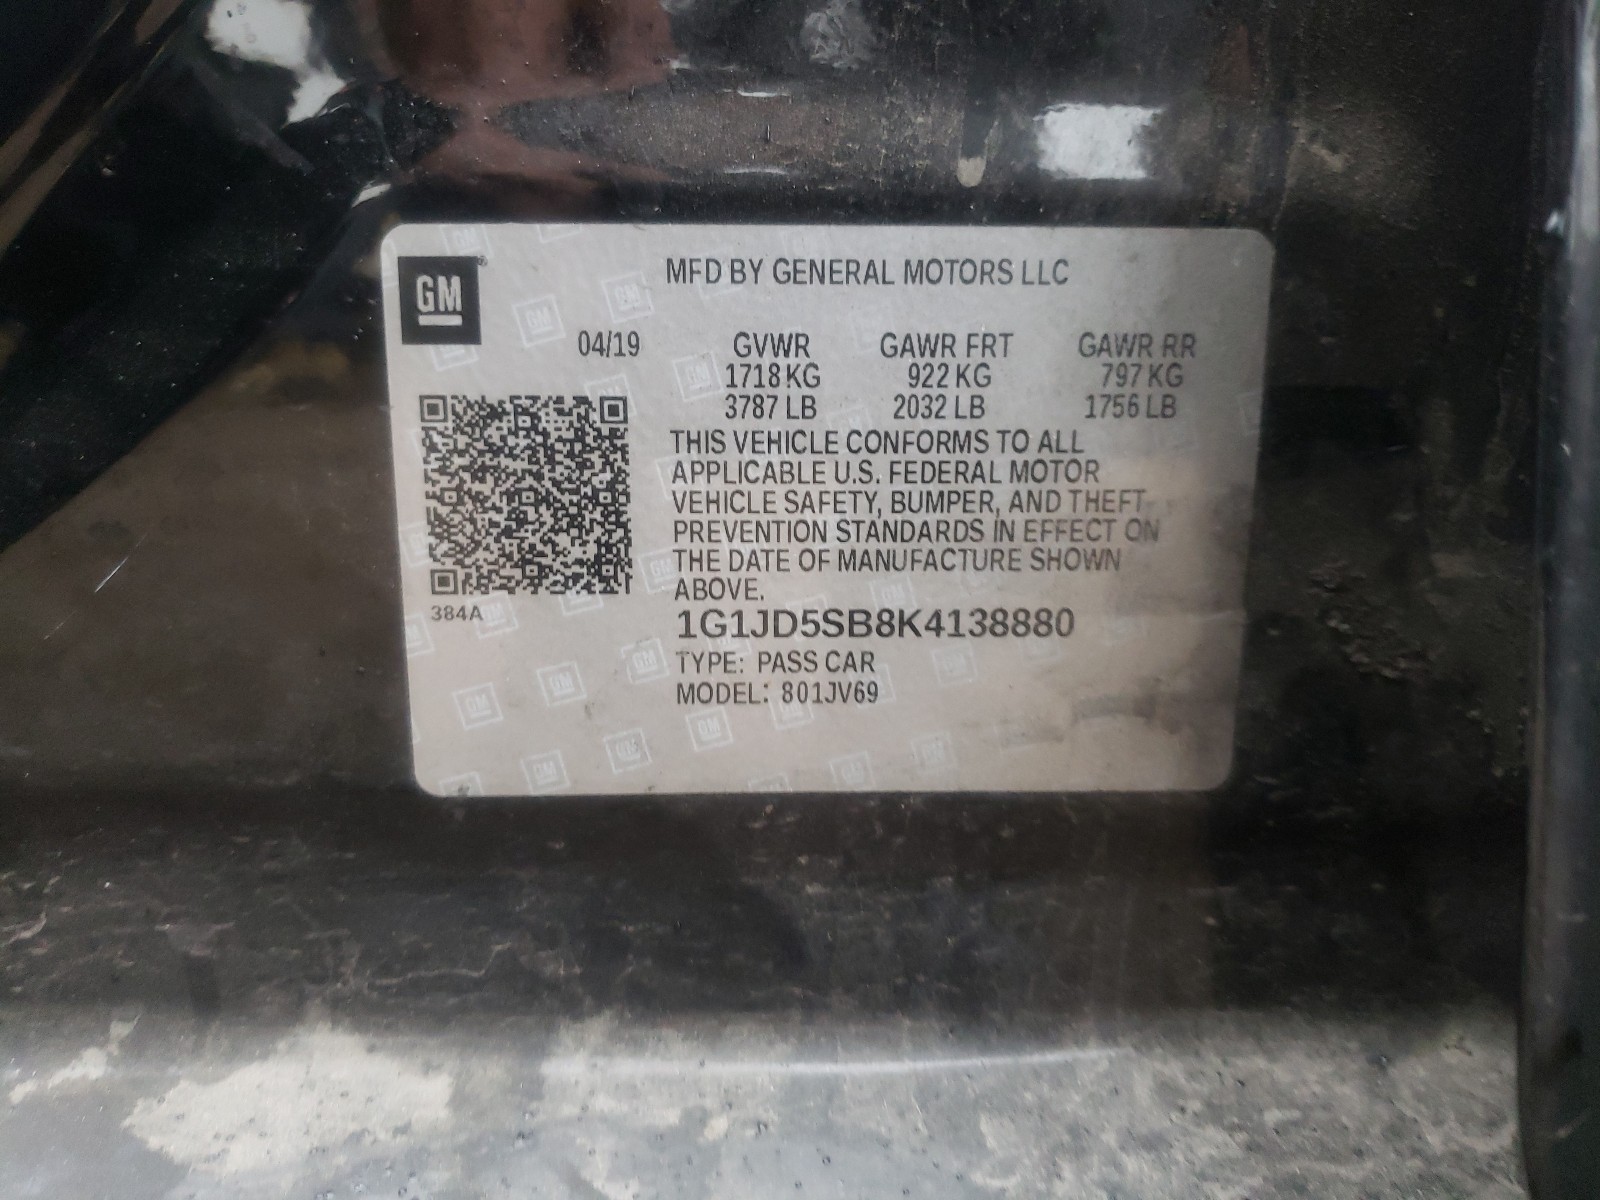 GM
MFD BY GENERAL MOTORS LLC
04/19 GVWR GAWR FRT GAWR RR
1718 KG 922 KG 797 KG
3787 LB 2032 LB 1756 LB
THIS VEHICLE CONFORMS TO ALL
APPLICABLE U.S. FEDERAL MOTOR
VEHICLE SAFETY, BUMPER, AND THEFT
PREVENTION STANDARDS IN EFFECT ON
THE DATE OF MANUFACTURE SHOWN
ABOVE.
384A
1G1JD5SB8K4138880
TYPE: PASS CAR
MODEL: 801JV69